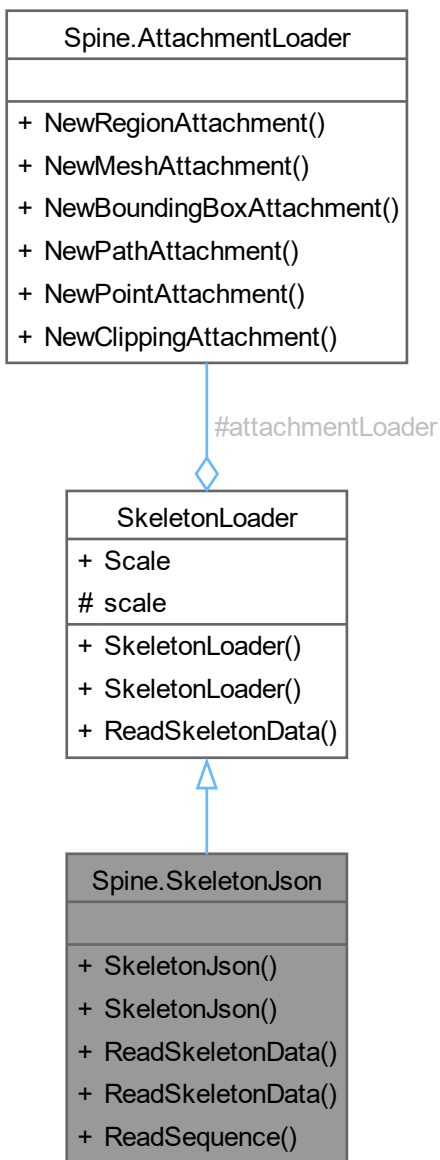 Spine.AttachmentLoader
+ NewRegionAttachment()
+ NewMeshAttachment()
+ NewBoundingBoxAttachment()
+ NewPathAttachment()
+ NewPointAttachment()
+ NewClippingAttachment()
#attachmentLoader
SkeletonLoader
+ Scale
# scale
+ SkeletonLoader()
+ SkeletonLoader()
+ ReadSkeletonData()
Spine.SkeletonJson
+ SkeletonJson()
+ SkeletonJson()
+ ReadSkeletonData()
+ ReadSkeletonData()
+ ReadSequence()